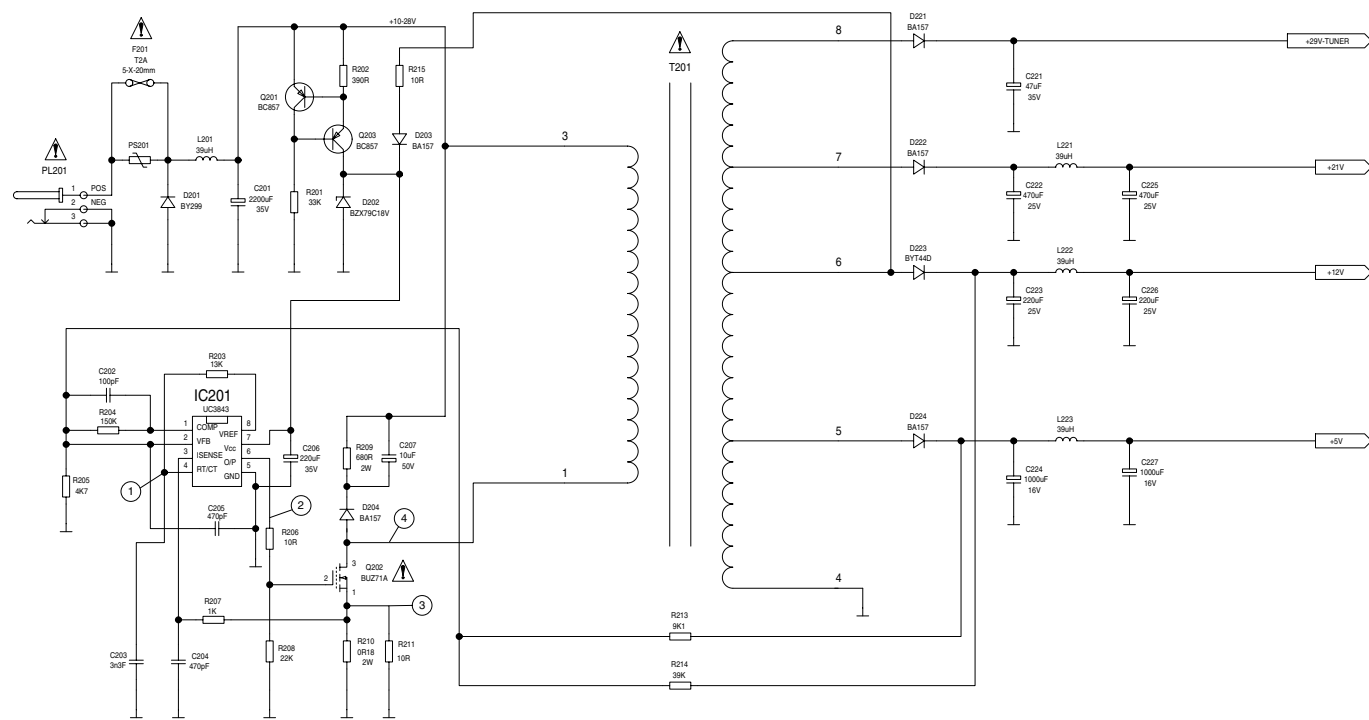 +10-28V
F201
T2A
5-X-20mm
PS201
L201
39uH
PL201
1 POS
2 NEG
3
D201
BY299
C201
2200uF
35V
Q201
BC857
R202
390R
Q203
BC857
R201
33K
D202
BZX79C18V
R215
10R
D203
BA157
T201
3
1
8
7
6
5
4
D221
BA157
C221
47uF
35V
+29V-TUNER
D222
BA157
L221
39uH
C222
470uF
25V
C225
470uF
25V
+21V
D223
BYT44D
L222
39uH
C223
220uF
25V
C226
220uF
25V
+12V
D224
BA157
L223
39uH
C224
1000uF
16V
C227
1000uF
16V
+5V
R203
13K
C202
100pF
R204
150K
IC201
UC3843
1 COMP
2 VFB
3 ISENSE
4 RT/CT
VREF 8
Vcc 7
O/P 6
GND 5
R205
4K7
1
C205
470pF
C206
220uF
35V
2
R206
10R
R209
680R
2W
C207
10uF
50V
D204
BA157
4
3
2
1
Q202
BUZ71A
3
R207
1K
C203
3n3F
C204
470pF
R208
22K
R210
0R18
2W
R211
10R
R213
9K1
R214
39K